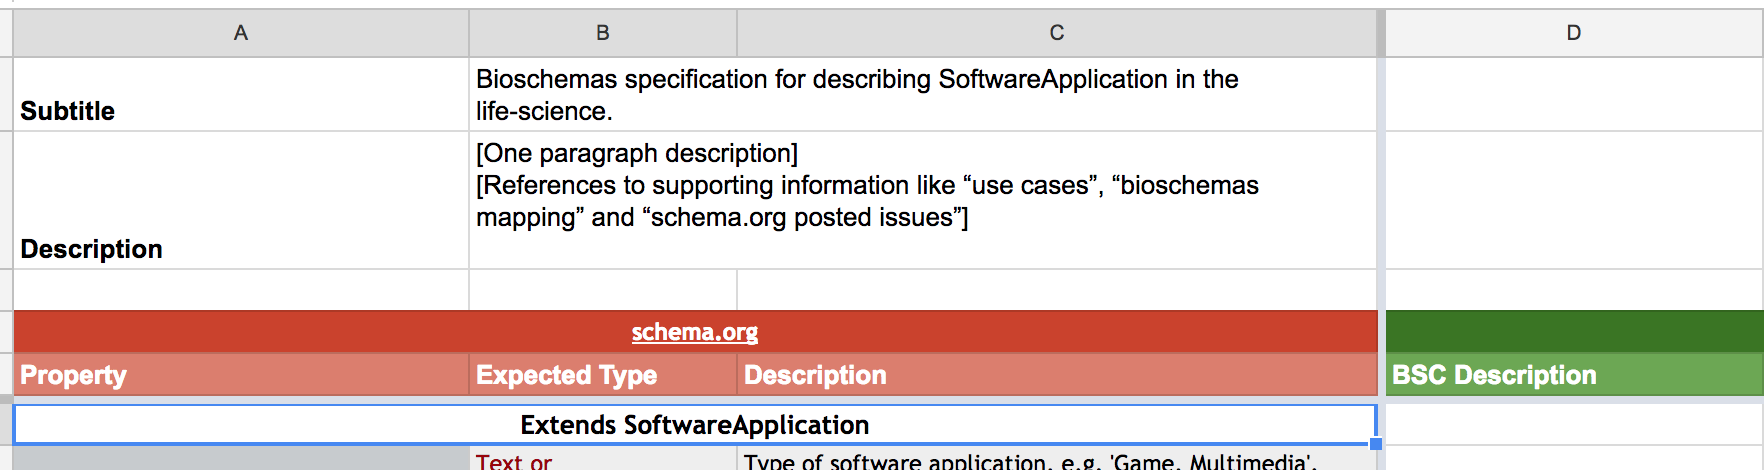 A B C D
Subtitle
Bioschemas specification for describing SoftwareApplication in the
life-science.
Description
[One paragraph description]
[References to supporting information like “use cases”, “bioschemas
mapping” and “schema.org posted issues”]
schema.org
Property Expected Type Description BSC Description
Extends SoftwareApplication
Text or Type of software application, e.g. 'Game, Multimedia'.